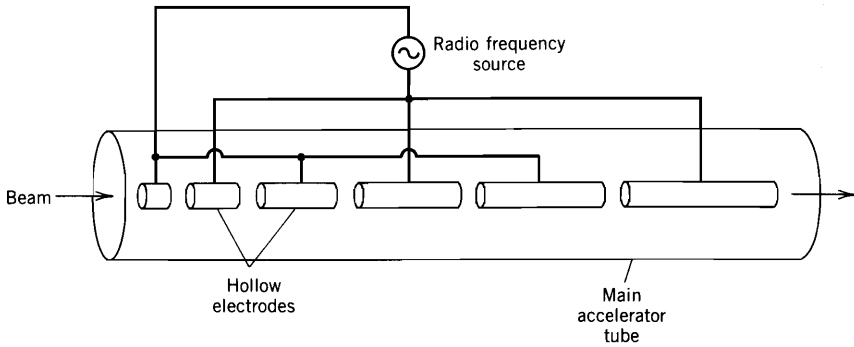 Radio frequency
source
Beam
Hollow
electrodes
Main
accelerator
tube